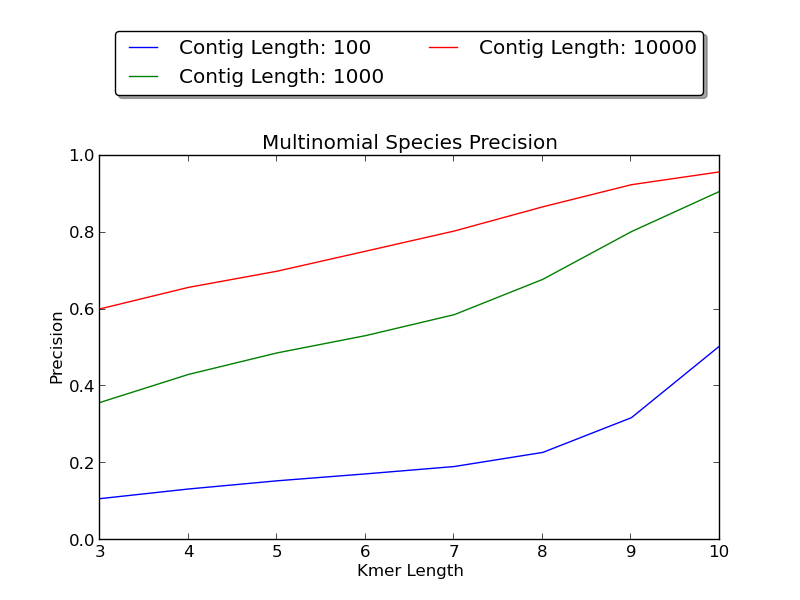 Contig Length: 100
Contig Length: 10000
Contig Length: 1000
Multinomial Species Precision
1.0
0.8
0.6
0.4
0.2
0.0
Precision
3 4 5 6 7 8 9 10
Kmer Length